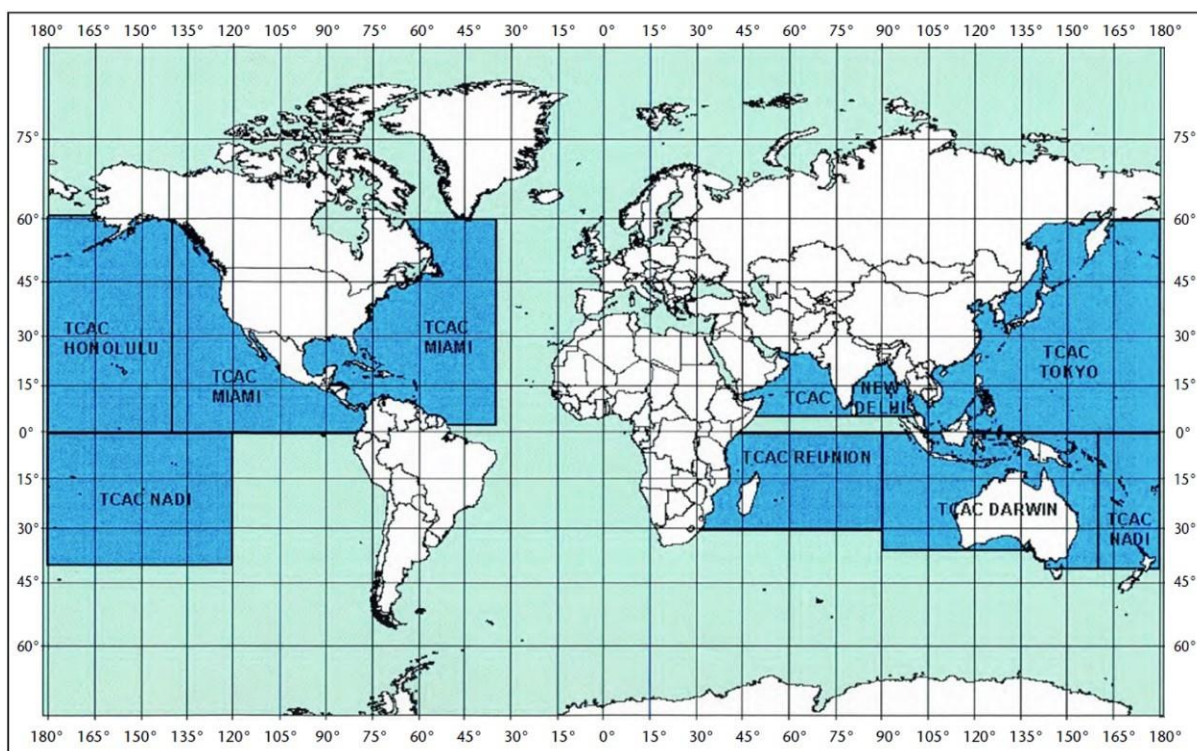 180° 165 150 135 120 105 90° 75 60 45 30 15 0° 15 30 45 60 75 90° 105 120 135 150 165 180°
75° 75°
60° 60°
45° 45°
30° 30°
15° 15°
0° 0°
15° 15°
30° 30°
45° 45°
60° 60°
TCAC
HONOLULU
TCAC
MIAMI
TCAC
MIAMI
TCAC NEW
DELHI
TCAC
TOKYO
TCAC NADI
TCAC REUNION
TCAC DARWIN
TCAC
NADI
180° 165 150 135 120 105 90° 75 60 45 30 15 0° 15 30 45 60 75 90° 105 120 135 150 165 180°